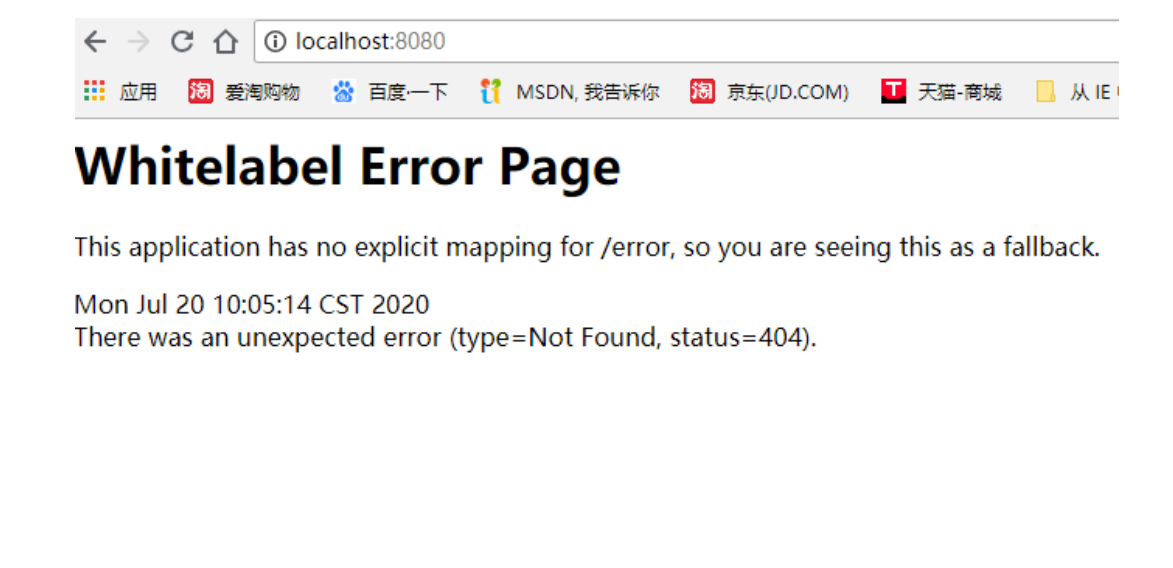 localhost:8080
应用 爱淘购物 百度一下 MSDN, 我告诉你 京东(JD.COM) 天猫-商城 从 IE
Whitelabel Error Page
This application has no explicit mapping for /error, so you are seeing this as a fallback.
Mon Jul 20 10:05:14 CST 2020
There was an unexpected error (type=Not Found, status=404).